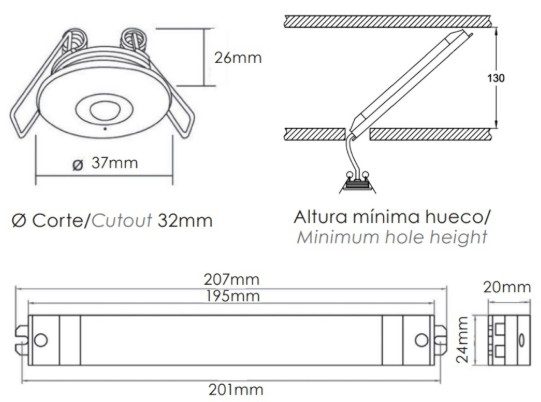 26mm
Ø 37mm
Ø Corte/Cutout 32mm
130
Altura mínima hueco/
Minimum hole height
207mm
195mm
201mm
20mm
24mm